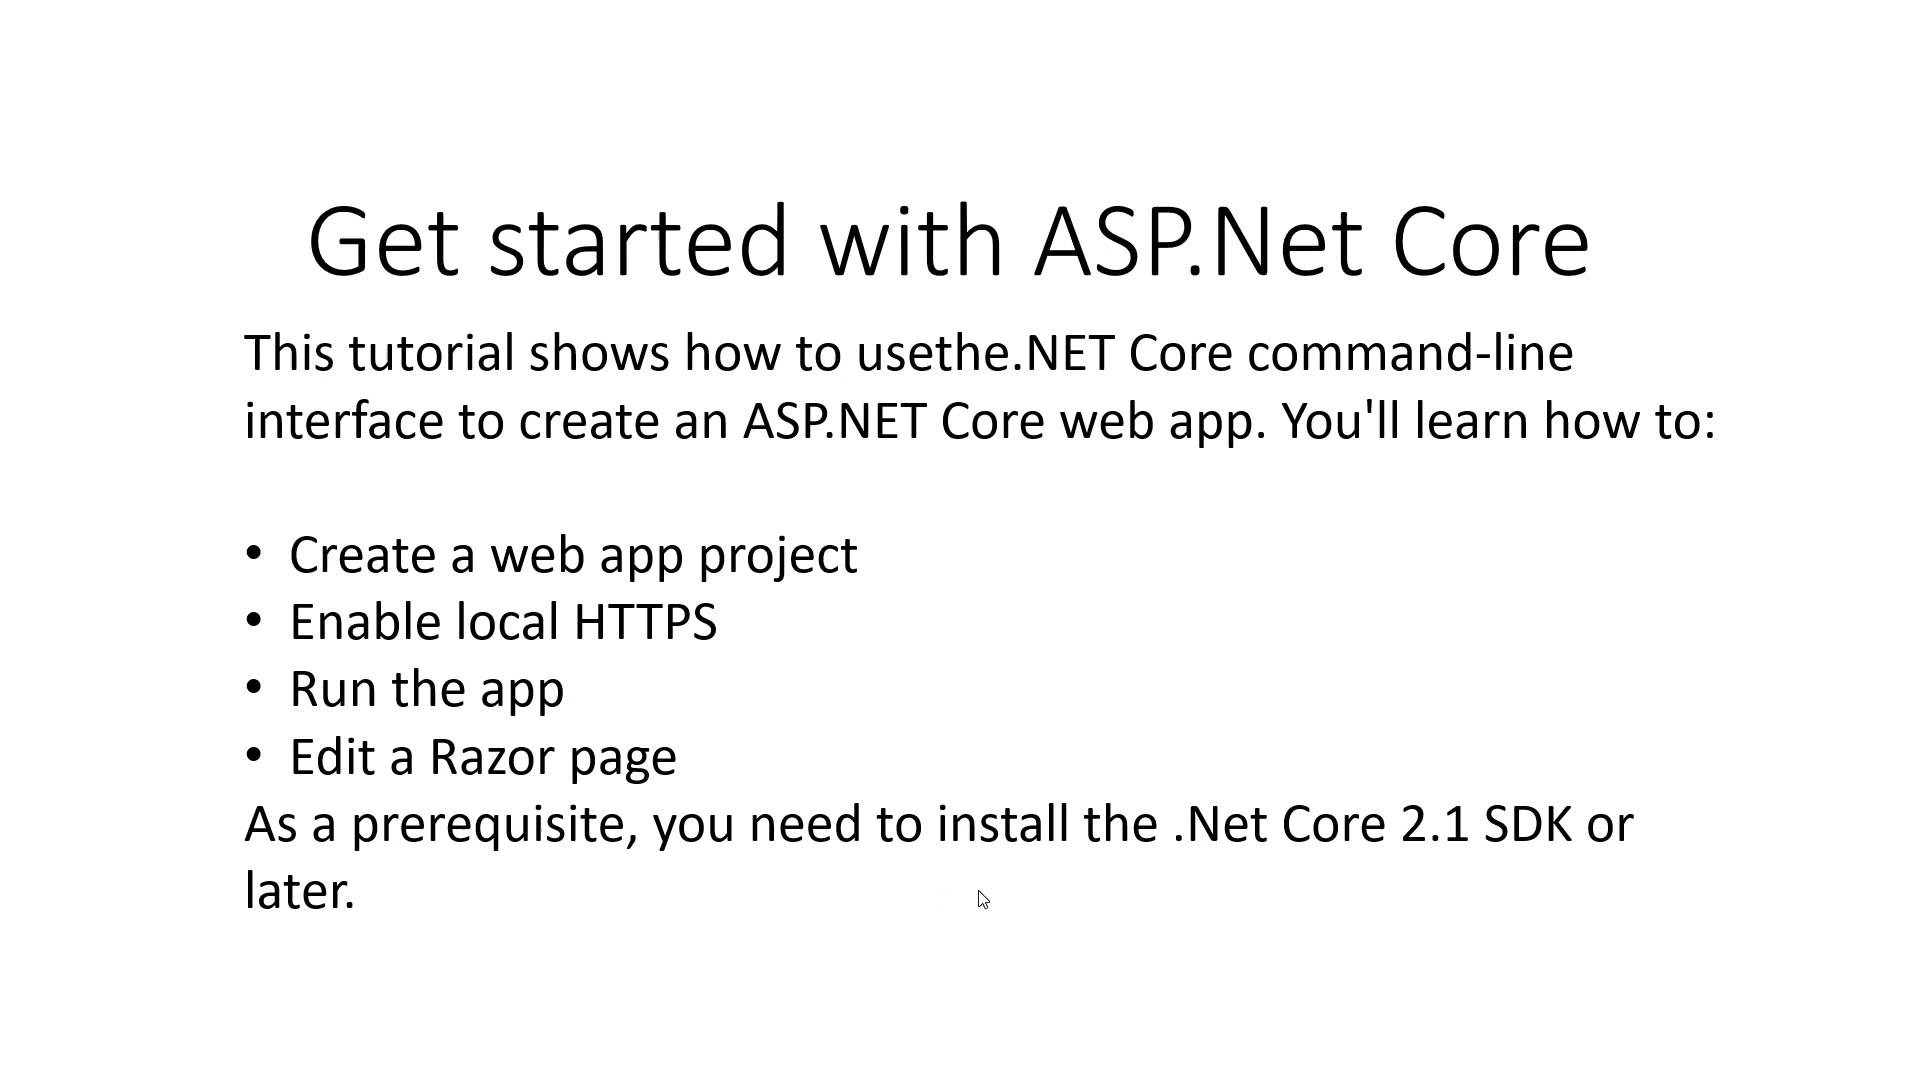 Get started with ASP.Net Core
This tutorial shows how to usethe.NET Core command-line
interface to create an ASP.NET Core web app. You'll learn how to:
• Create a web app project
• Enable local HTTPS
• Run the app
• Edit a Razor page
As a prerequisite, you need to install the .Net Core 2.1 SDK or
later.